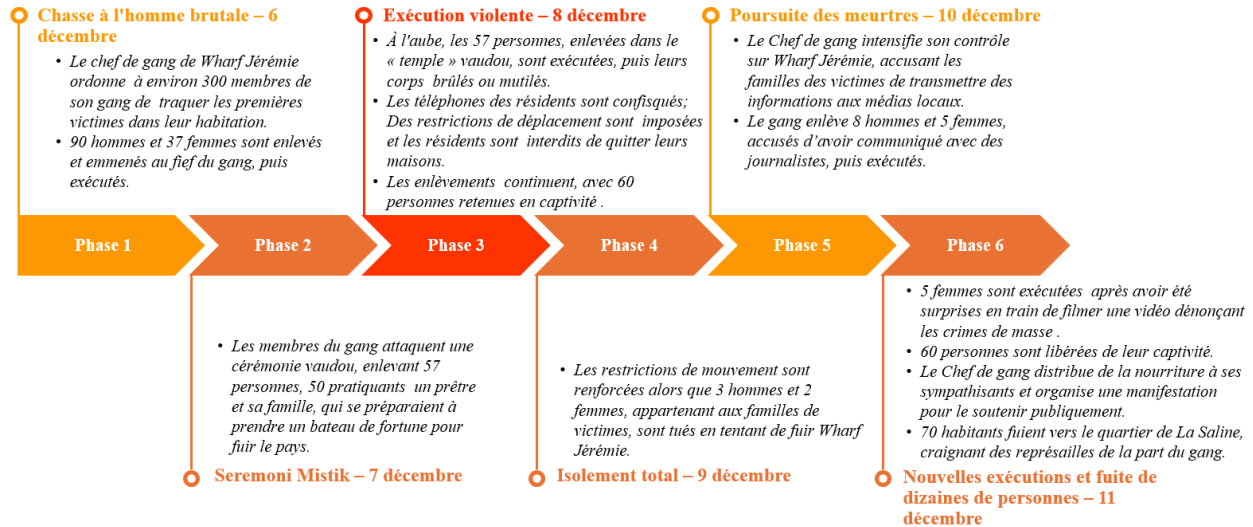 Chasse à l'homme brutale – 6
décembre
• Le chef de gang de Wharf Jérémie
ordonne à environ 300 membres de
son gang de traquer les premières
victimes dans leur habitation.
• 90 hommes et 37 femmes sont enlevés
et emmenés au fief du gang, puis
exécutés.
Exécution violente – 8 décembre
• À l'aube, les 57 personnes, enlevées dans le
« temple » vaudou, sont exécutées, puis leurs
corps brûlés ou mutilés.
• Les téléphones des résidents sont confisqués;
Des restrictions de déplacement sont imposées
et les résidents sont interdits de quitter leurs
maisons.
• Les enlèvements continuent, avec 60
personnes retenues en captivité .
Poursuite des meurtres – 10 décembre
• Le Chef de gang intensifie son contrôle
sur Wharf Jérémie, accusant les
familles des victimes de transmettre des
informations aux médias locaux.
• Le gang enlève 8 hommes et 5 femmes,
accusés d’avoir communiqué avec des
journalistes, puis exécutés.
Phase 1
Phase 2
Phase 3
Phase 4
Phase 5
Phase 6
• Les membres du gang attaquent une
cérémonie vaudou, enlevant 57
personnes, 50 pratiquants un prêtre
et sa famille, qui se préparaient à
prendre un bateau de fortune pour
fuir le pays.
Seremoni Mistik – 7 décembre
• Les restrictions de mouvement sont
renforcées alors que 3 hommes et 2
femmes, appartenant aux familles de
victimes, sont tués en tentant de fuir Wharf
Jérémie.
Isolement total – 9 décembre
• 5 femmes sont exécutées après avoir été
surprises en train de filmer une vidéo dénonçant
les crimes de masse .
• 60 personnes sont libérées de leur captivité.
• Le Chef de gang distribue de la nourriture à ses
sympathisants et organise une manifestation
pour le soutenir publiquement.
• 70 habitants fuient vers le quartier de La Saline,
craignant des représailles de la part du gang.
Nouvelles exécutions et fuite de
dizaines de personnes – 11
décembre